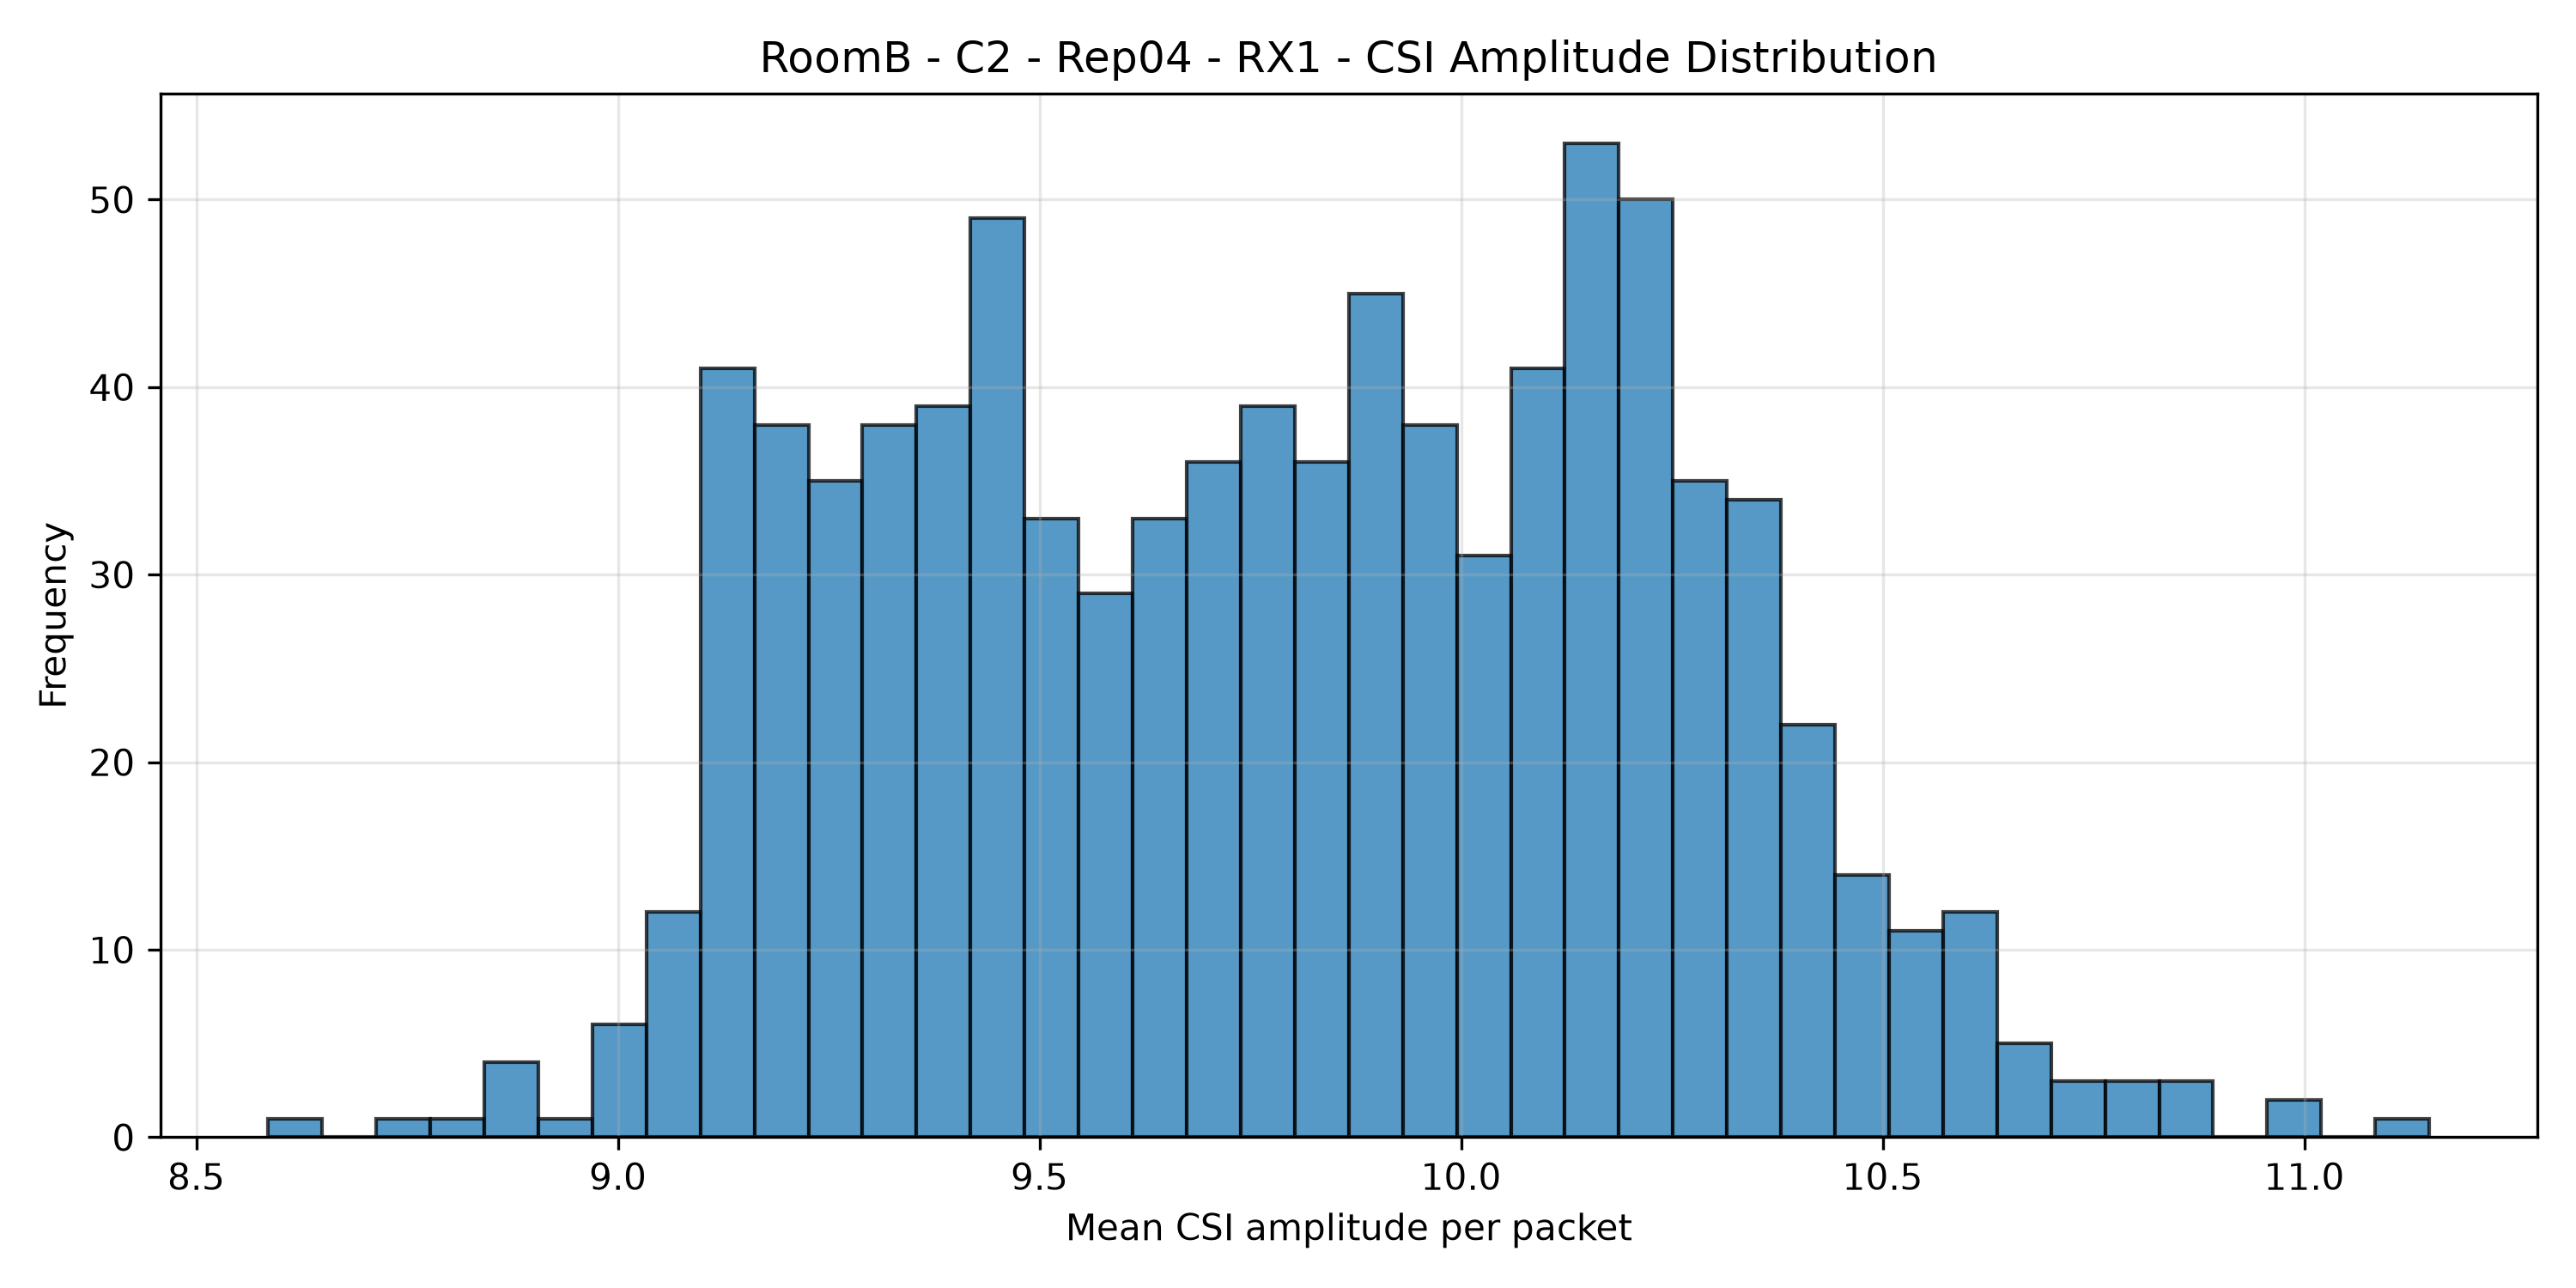 RoomB - C2 - Rep04 - RX1 - CSI Amplitude Distribution
50
40
30
20
10
0
Frequency
8.5 9.0 9.5 10.0 10.5 11.0
Mean CSI amplitude per packet